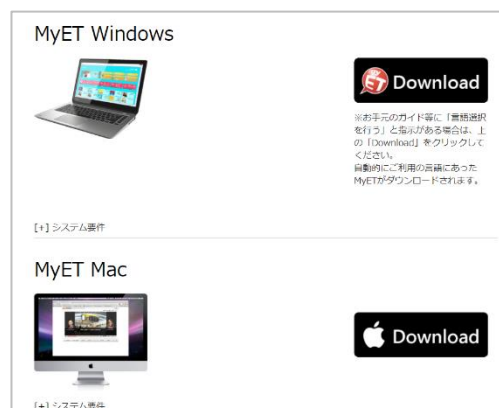 MyET Windows
Download
※お手元のガイド等に「言語選択
を行う」と指示がある場合は、上
の「Download」をクリックして
ください。
自動的にご利用の言語にあった
MyETがダウンロードされます。
[+] システム要件
MyET Mac
Download
[+] システム要件